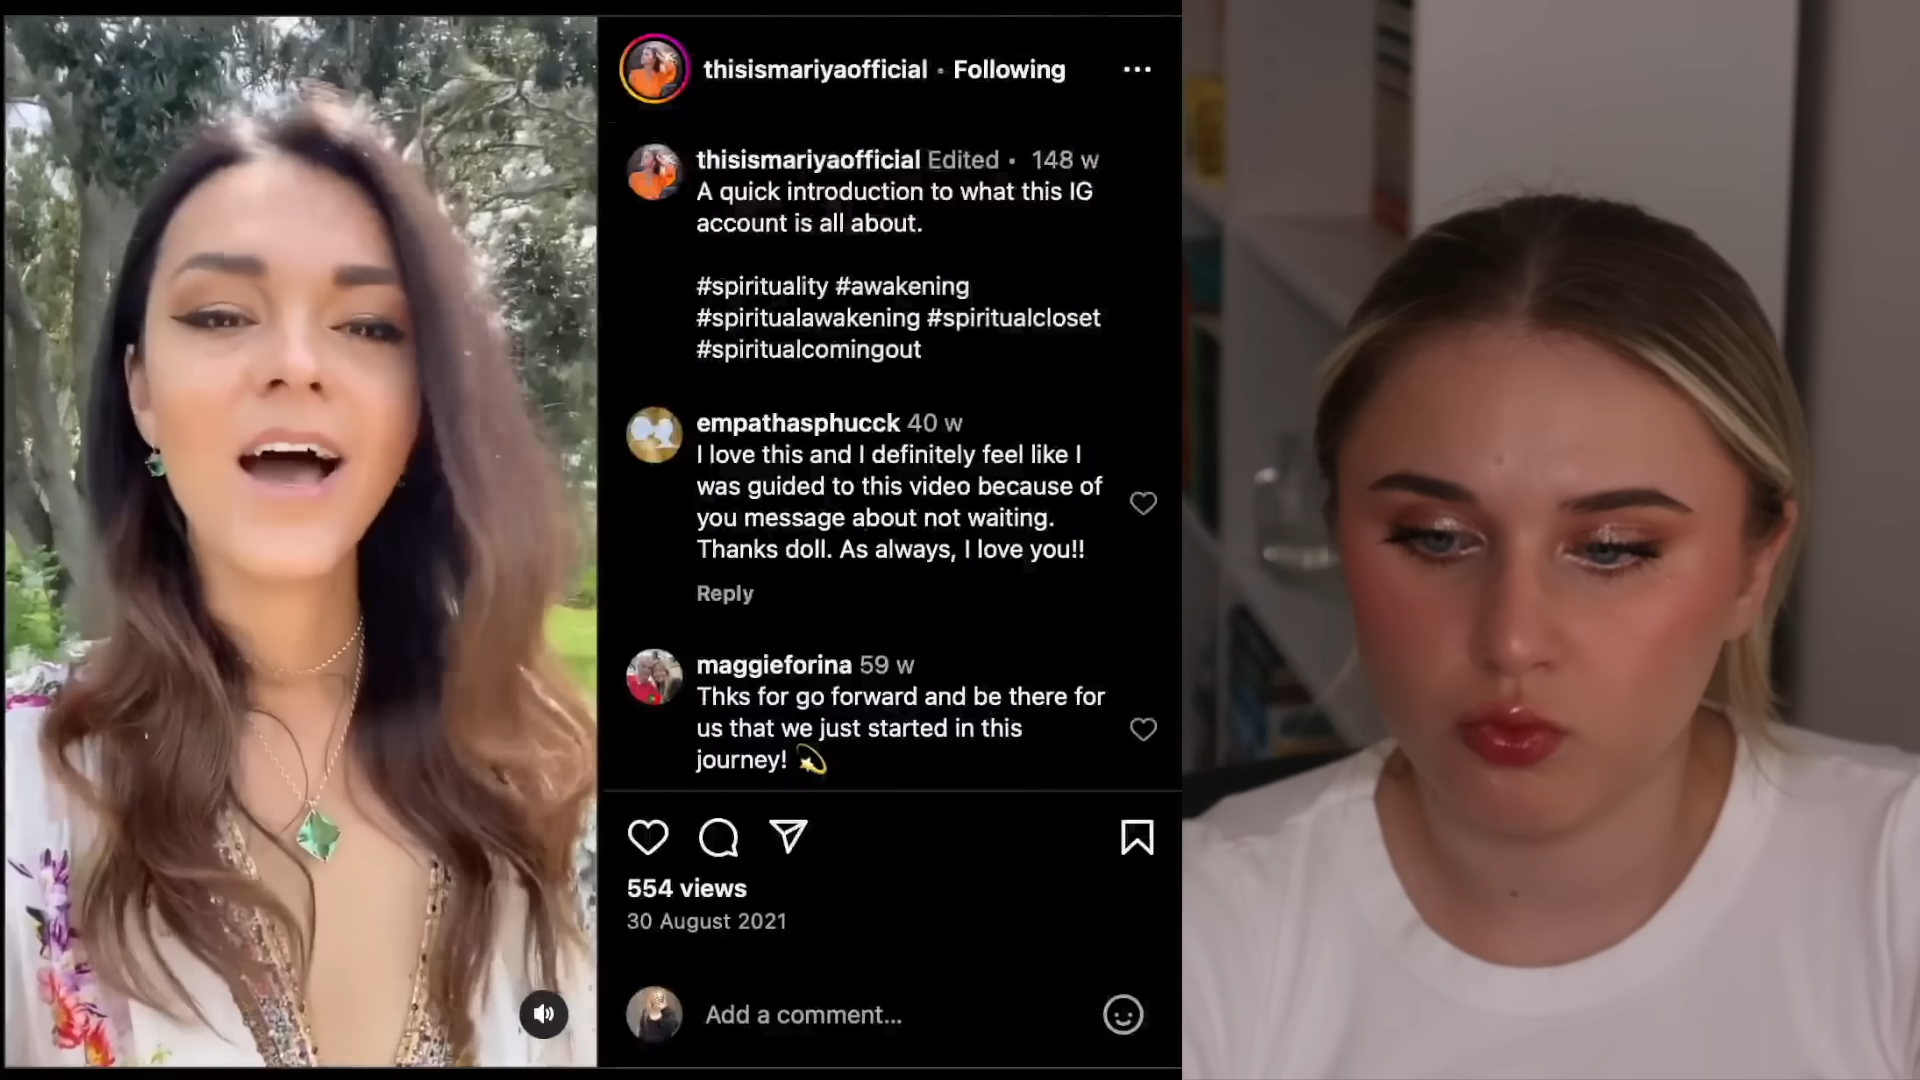 thisismariyaofficial • Following
thisismariyaofficial Edited • 148 w
A quick introduction to what this IG
account is all about.
#spirituality #awakening
#spiritualawakening #spiritualcloset
#spiritualcomingout
empathasphucck 40 w
I love this and I definitely feel like I
was guided to this video because of
you message about not waiting.
Thanks doll. As always, I love you!!
Reply
maggieforina 59 w
Thks for go forward and be there for
us that we just started in this
journey! 💫
554 views
30 August 2021
Add a comment...